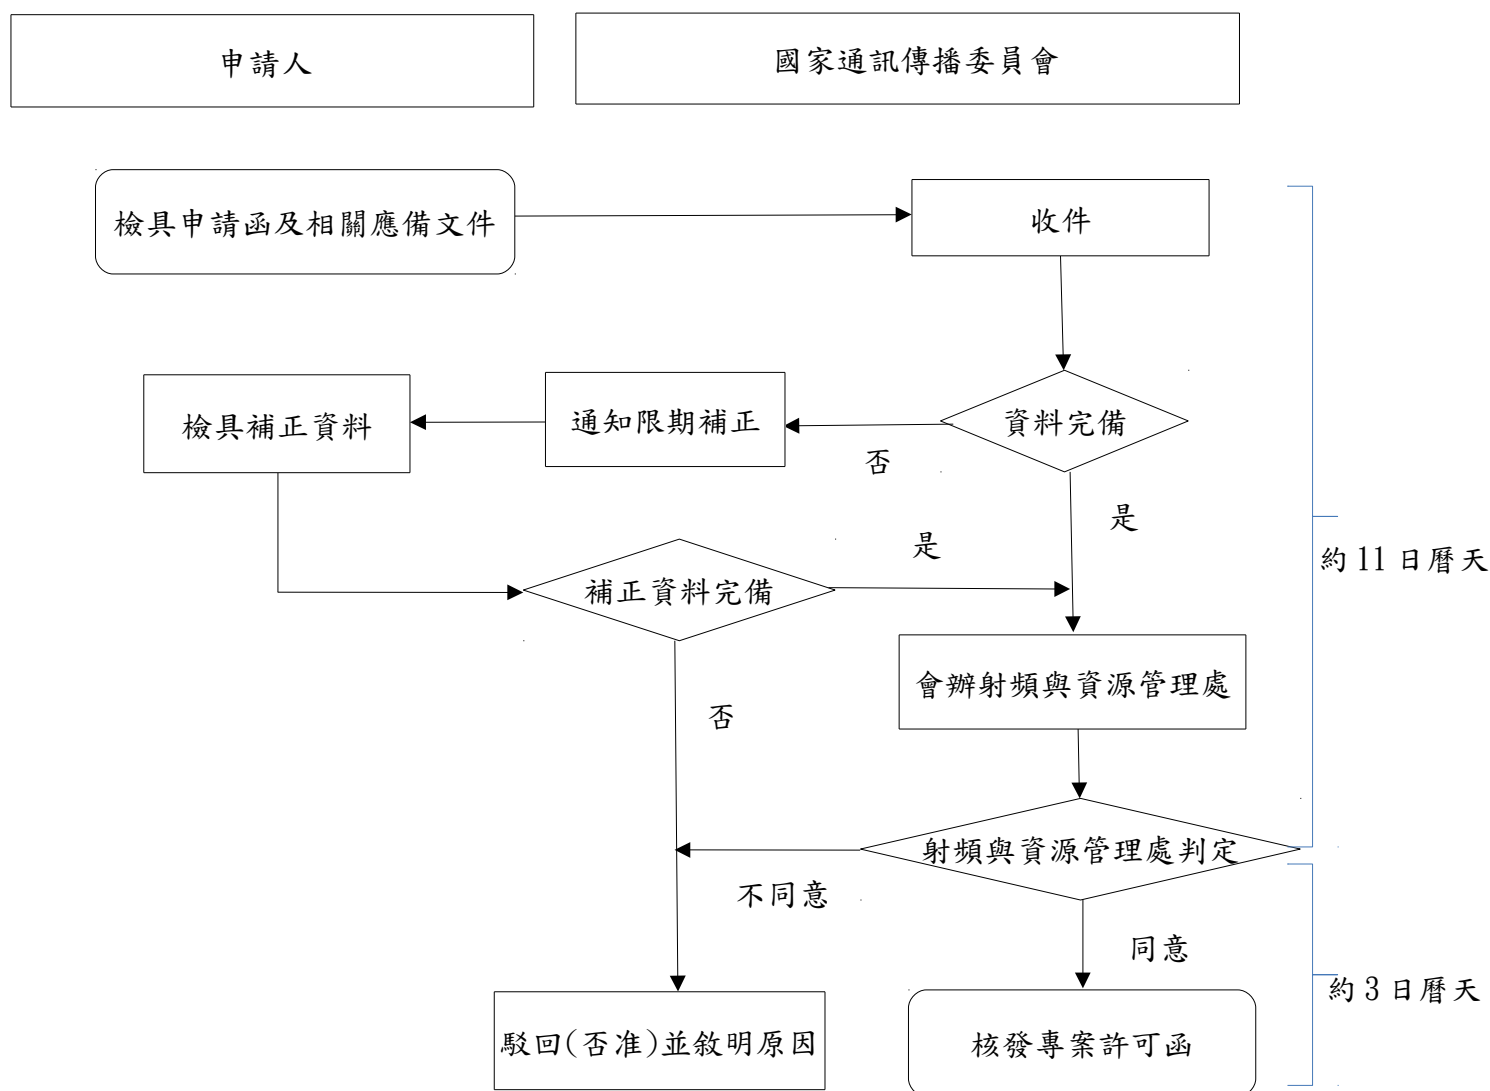 申請人
國家通訊傳播委員會
檢具申請函及相關應備文件
收件
檢具補正資料
通知限期補正
資料完備
否
是
補正資料完備
是
約11日曆天
會辦射頻與資源管理處
否
射頻與資源管理處判定
不同意
同意
約3日曆天
駁回(否准)並敘明原因
核發專案許可函